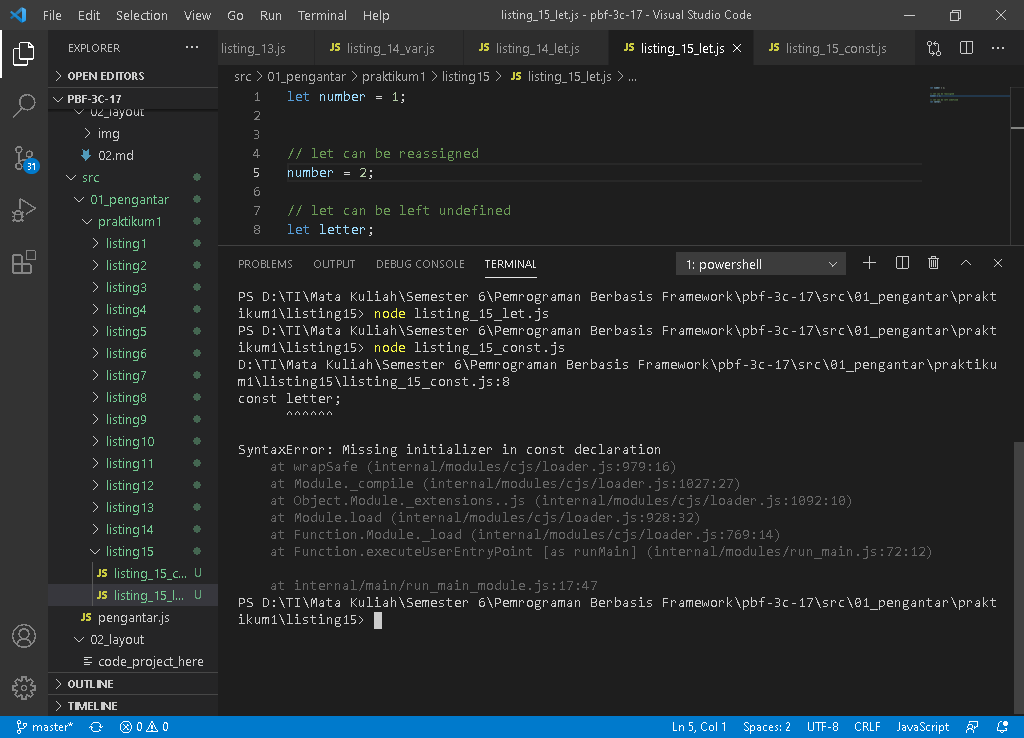 File Edit Selection View Go Run Terminal Help listing_15_let.js - pbf-3c-17 - Visual Studio Code
EXPLORER ···
OPEN EDITORS
PBF-3C-17
02_layout
img
02.md
src
01_pengantar
praktikum1
listing1
listing2
listing3
listing4
listing5
listing6
listing7
listing8
listing9
listing10
listing11
listing12
listing13
listing14
listing15
JS listing_15_c... U
JS listing_15_l... U
JS pengantar.js
02_layout
code_project_here
OUTLINE
TIMELINE
31
listing_13.js JS listing_14_var.js JS listing_14_let.js JS listing_15_let.js JS listing_15_const.js ···
src > 01_pengantar > praktikum1 > listing15 > JS listing_15_let.js > ...
1 let number = 1;
2
3
4 // let can be reassigned
5 number = 2;
6
7 // let can be left undefined
8 let letter;
PROBLEMS OUTPUT DEBUG CONSOLE TERMINAL 1: powershell
PS D:\TI\Mata Kuliah\Semester 6\Pemrograman Berbasis Framework\pbf-3c-17\src\01_pengantar\prakt
ikum1\listing15> node listing_15_let.js
PS D:\TI\Mata Kuliah\Semester 6\Pemrograman Berbasis Framework\pbf-3c-17\src\01_pengantar\prakt
ikum1\listing15> node listing_15_const.js
D:\TI\Mata Kuliah\Semester 6\Pemrograman Berbasis Framework\pbf-3c-17\src\01_pengantar\praktiku
m1\listing15\listing_15_const.js:8
const letter;
^^^^^^
SyntaxError: Missing initializer in const declaration
at wrapSafe (internal/modules/cjs/loader.js:979:16)
at Module._compile (internal/modules/cjs/loader.js:1027:27)
at Object.Module._extensions..js (internal/modules/cjs/loader.js:1092:10)
at Module.load (internal/modules/cjs/loader.js:928:32)
at Function.Module._load (internal/modules/cjs/loader.js:769:14)
at Function.executeUserEntryPoint [as runMain] (internal/modules/run_main.js:72:12)
at internal/main/run_main_module.js:17:47
PS D:\TI\Mata Kuliah\Semester 6\Pemrograman Berbasis Framework\pbf-3c-17\src\01_pengantar\prakt
ikum1\listing15>
master* 0 0 Ln 5, Col 1 Spaces: 2 UTF-8 CRLF JavaScript